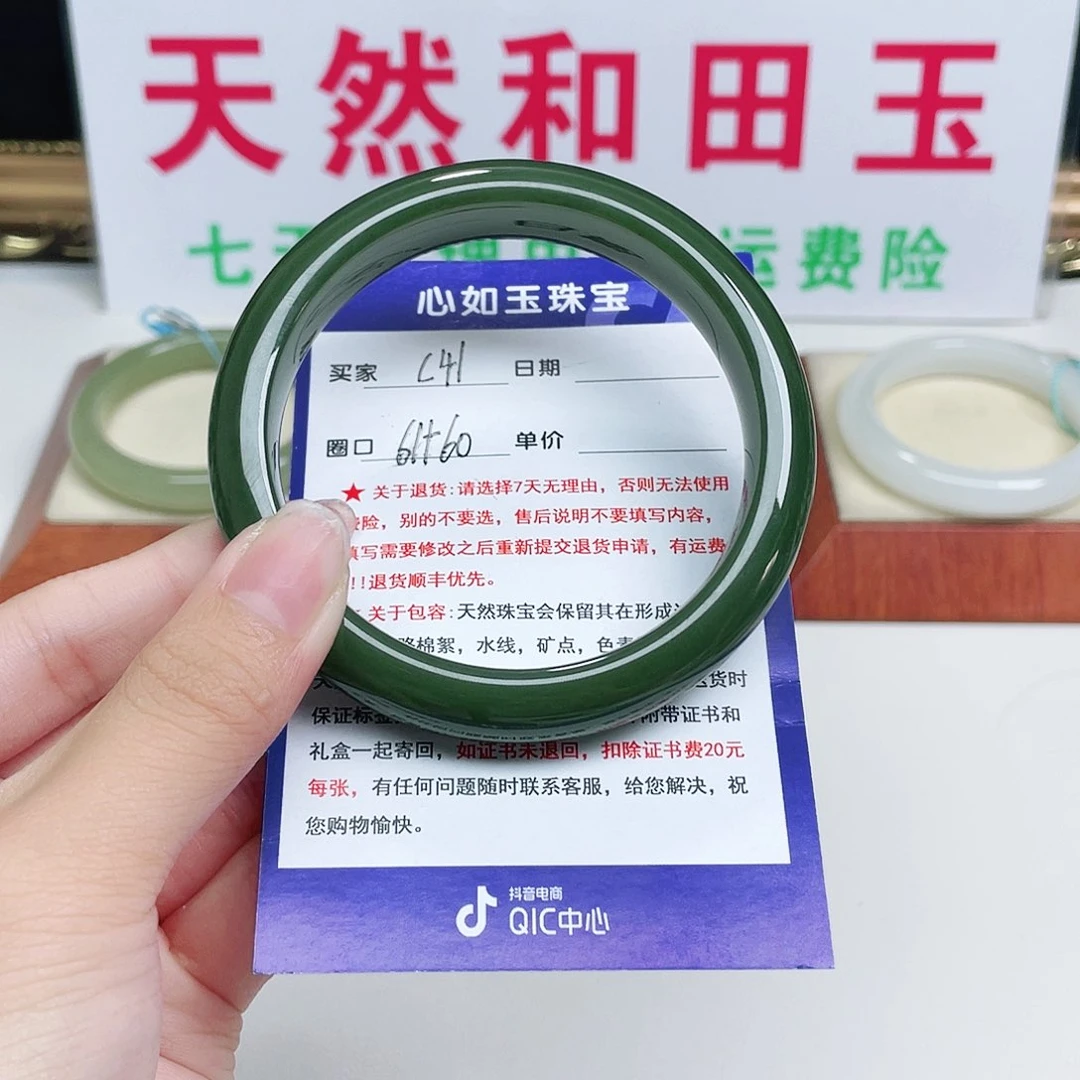 天然和田玉
七 运费险
心如玉珠宝
买家 C41 日期
圈口 61+60 单价
★ 关于退货:请选择7天无理由,否则无法使用
险,别的不要选,售后说明不要填写内容,
填写需要修改之后重新提交退货申请,有运费
!!退货顺丰优先。
关于包容:天然珠宝会保留其在形成
棉絮,水线,矿点,色
货时
保证标 附带证书和
礼盒一起寄回,如证书未退回,扣除证书费20元
每张,有任何问题随时联系客服,给您解决,祝
您购物愉快。
抖音电商
QIC中心